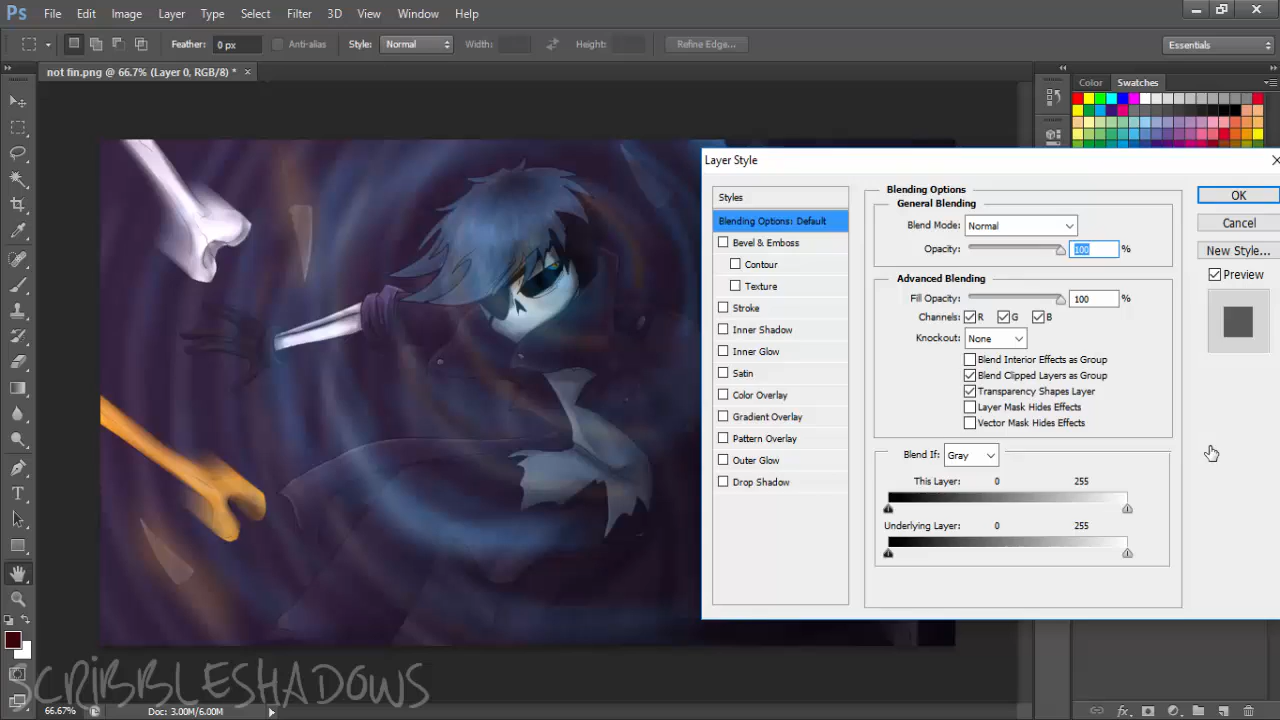 Ps File Edit Image Layer Type Select Filter 3D View Window Help
Feather: 0 px Anti-alias Style: Normal Width: Height: Refine Edge... Essentials
not fin.png @ 66.7% (Layer 0, RGB/8) * ×
Color Swatches
Layer Style
Styles
Blending Options: Default
Bevel & Emboss
Contour
Texture
Stroke
Inner Shadow
Inner Glow
Satin
Color Overlay
Gradient Overlay
Pattern Overlay
Outer Glow
Drop Shadow
Blending Options
General Blending
Blend Mode: Normal
Opacity: 100 %
Advanced Blending
Fill Opacity: 100 %
Channels: R G B
Knockout: None
Blend Interior Effects as Group
Blend Clipped Layers as Group
Transparency Shapes Layer
Layer Mask Hides Effects
Vector Mask Hides Effects
Blend If: Gray
This Layer: 0 255
Underlying Layer: 0 255
OK
Cancel
New Style...
Preview
SCRIBBLESHADOWS
66.67% Doc: 3.00M/6.00M